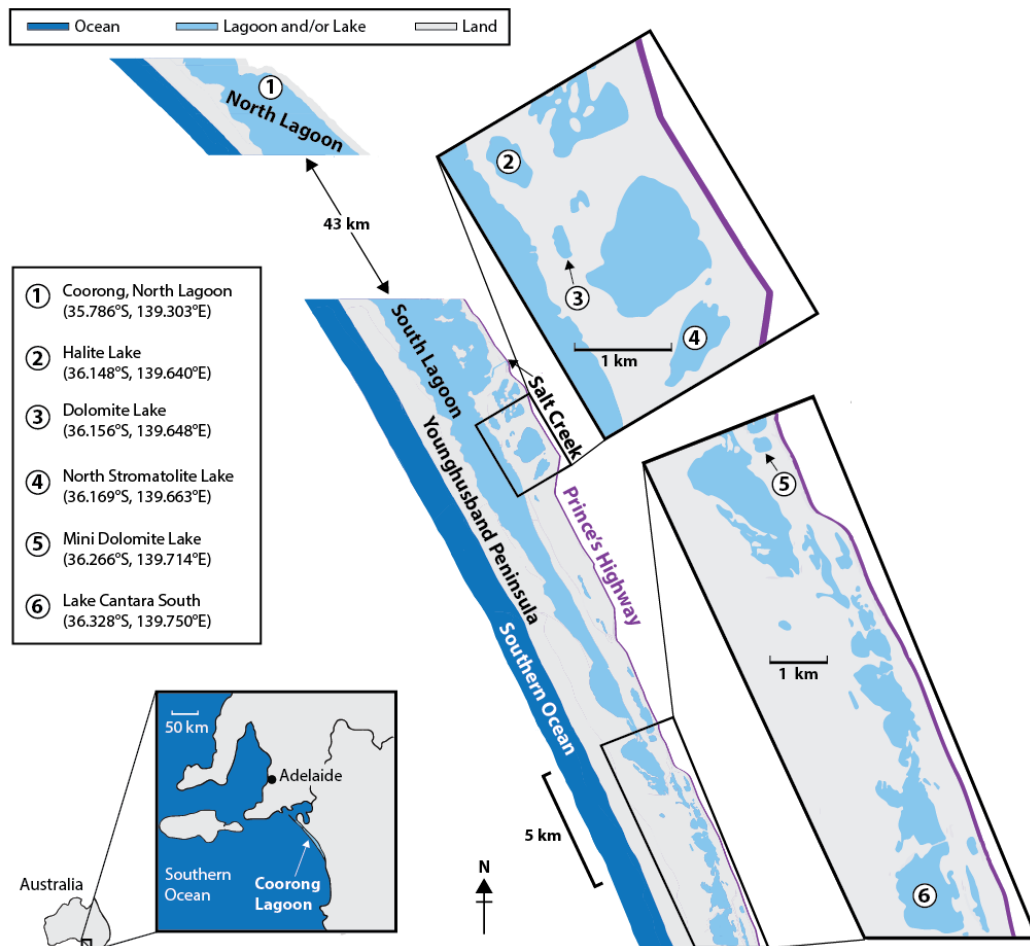 Ocean
Lagoon and/or Lake
Land
1
North Lagoon
43 km
2
3
4
1 km
1 Coorong, North Lagoon
(35.786°S, 139.303°E)
2 Halite Lake
(36.148°S, 139.640°E)
3 Dolomite Lake
(36.156°S, 139.648°E)
4 North Stromatolite Lake
(36.169°S, 139.663°E)
5 Mini Dolomite Lake
(36.266°S, 139.714°E)
6 Lake Cantara South
(36.328°S, 139.750°E)
South Lagoon
Salt Creek
Younghusband Peninsula
Prince's Highway
Southern Ocean
5 km
5
1 km
6
50 km
Adelaide
Southern
Ocean
Coorong
Lagoon
Australia
N